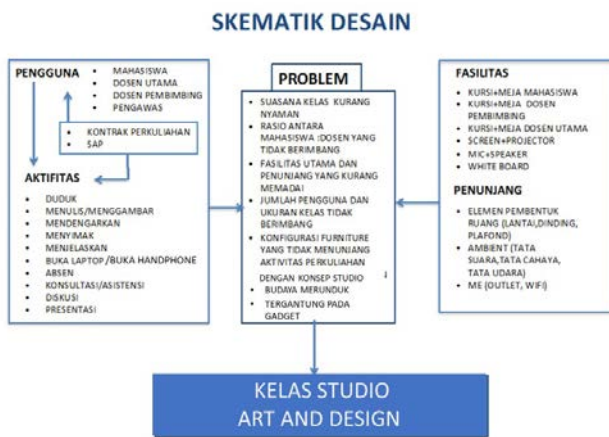 SKEMATIK DESAIN
PENGGUNA
• MAHASISWA
• DOSEN UTAMA
• DOSEN PEMBIMBING
• PENGAWAS
• KONTRAK PERKULIAHAN
• SAP
AKTIFITAS
• DUDUK
• MENULIS/MENGGAMBAR
• MENDENGARKAN
• MENYIMAK
• MENJELASKAN
• BUKA LAPTOP/BUKA HANDPHONE
• ABSEN
• KONSULTASI/ASISTENSI
• DISKUSI
• PRESENTASI
PROBLEM
• SUASANA KELAS KURANG
NYAMAN
• RASIO ANTARA
MAHASISWA :DOSEN YANG
TIDAK BERIMBANG
• FASILITAS UTAMA DAN
PENUNJANG YANG KURANG
MEMADAI
• JUMLAH PENGGUNA DAN
UKURAN KELAS TIDAK
BERIMBANG
• KONFIGURASI FURNITURE
YANG TIDAK MENUNJANG
AKTIVITAS PERKULIAHAN
DENGAN KONSEP STUDIO
• BUDAYA MERUNDUK
• TERGANTUNG PADA
GADGET
FASILITAS
• KURSI+MEJA MAHASISWA
• KURSI+MEJA DOSEN
PEMBIMBING
• KURSI+MEJA DOSEN UTAMA
• SCREEN+PROJECTOR
• MIC+SPEAKER
• WHITE BOARD
PENUNJANG
• ELEMEN PEMBENTUK
RUANG (LANTAI,DINDING,
PLAFOND)
• AMBIENT (TATA
SUARA,TATA CAHAYA,
TATA UDARA)
• ME (OUTLET, WIFI)
KELAS STUDIO
ART AND DESIGN